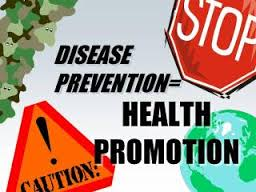 STOP
DISEASE
PREVENTION=
HEALTH
PROMOTION
CAUTION: